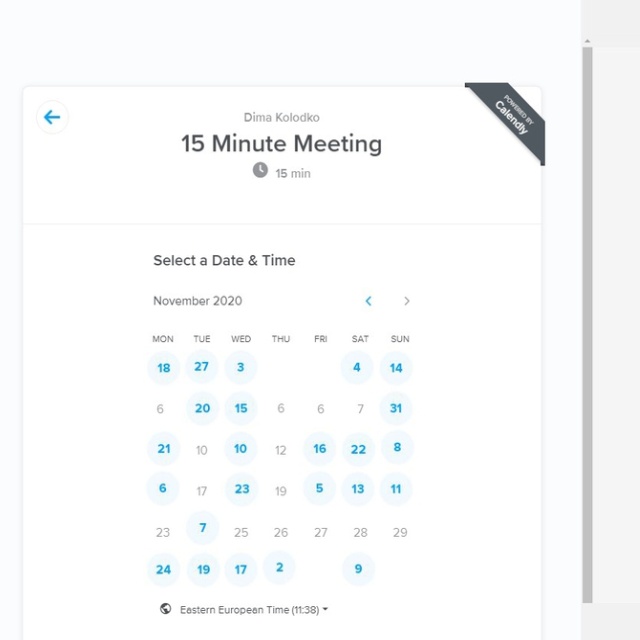 POWERED BY
Calendly
Dima Kolodko
15 Minute Meeting
15 min
Select a Date & Time
November 2020
MON TUE WED THU FRI SAT SUN
18 27 3 4 14
6 20 15 6 6 7 31
21 10 10 12 16 22 8
6 17 23 19 5 13 11
23 7 25 26 27 28 29
24 19 17 2 9
Eastern European Time (11:38)